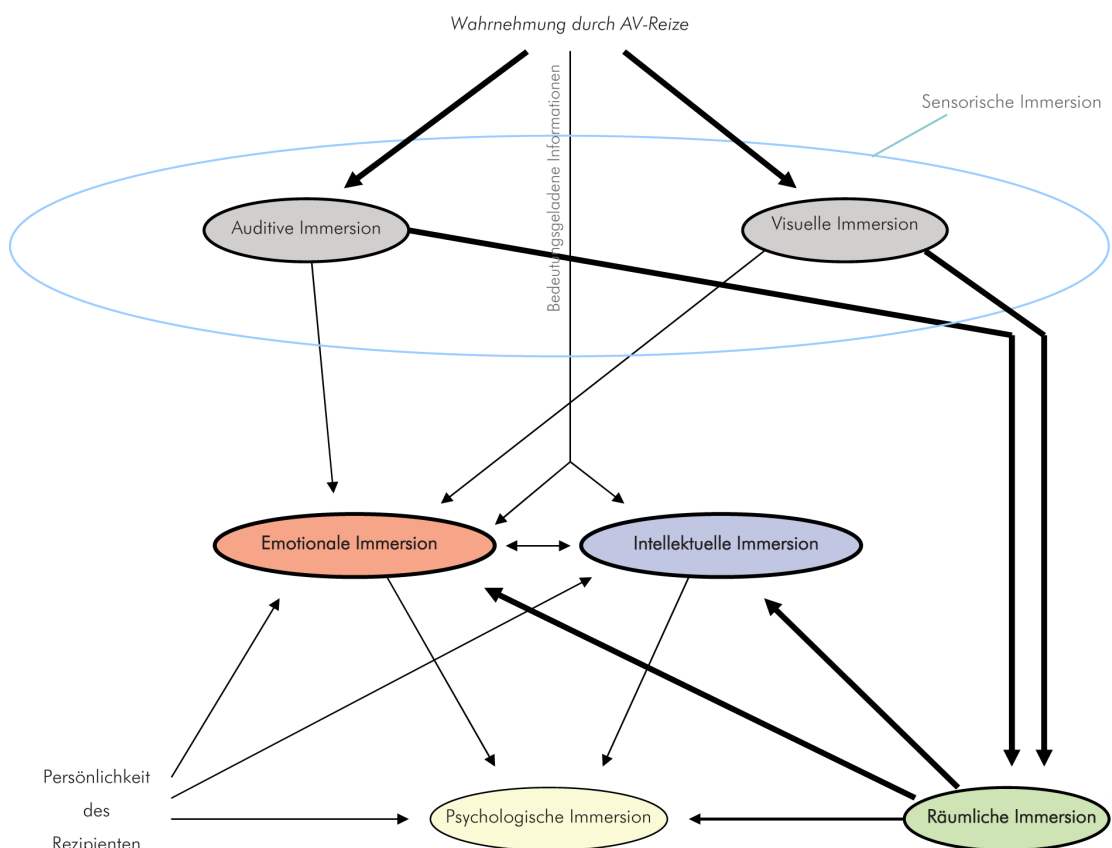 Wahrnehmung durch AV-Reize
Bedeutungsgeladene Informationen
Sensorische Immersion
Auditive Immersion
Visuelle Immersion
Emotionale Immersion
Intellektuelle Immersion
Persönlichkeit
des
Rezipienten
Psychologische Immersion
Räumliche Immersion